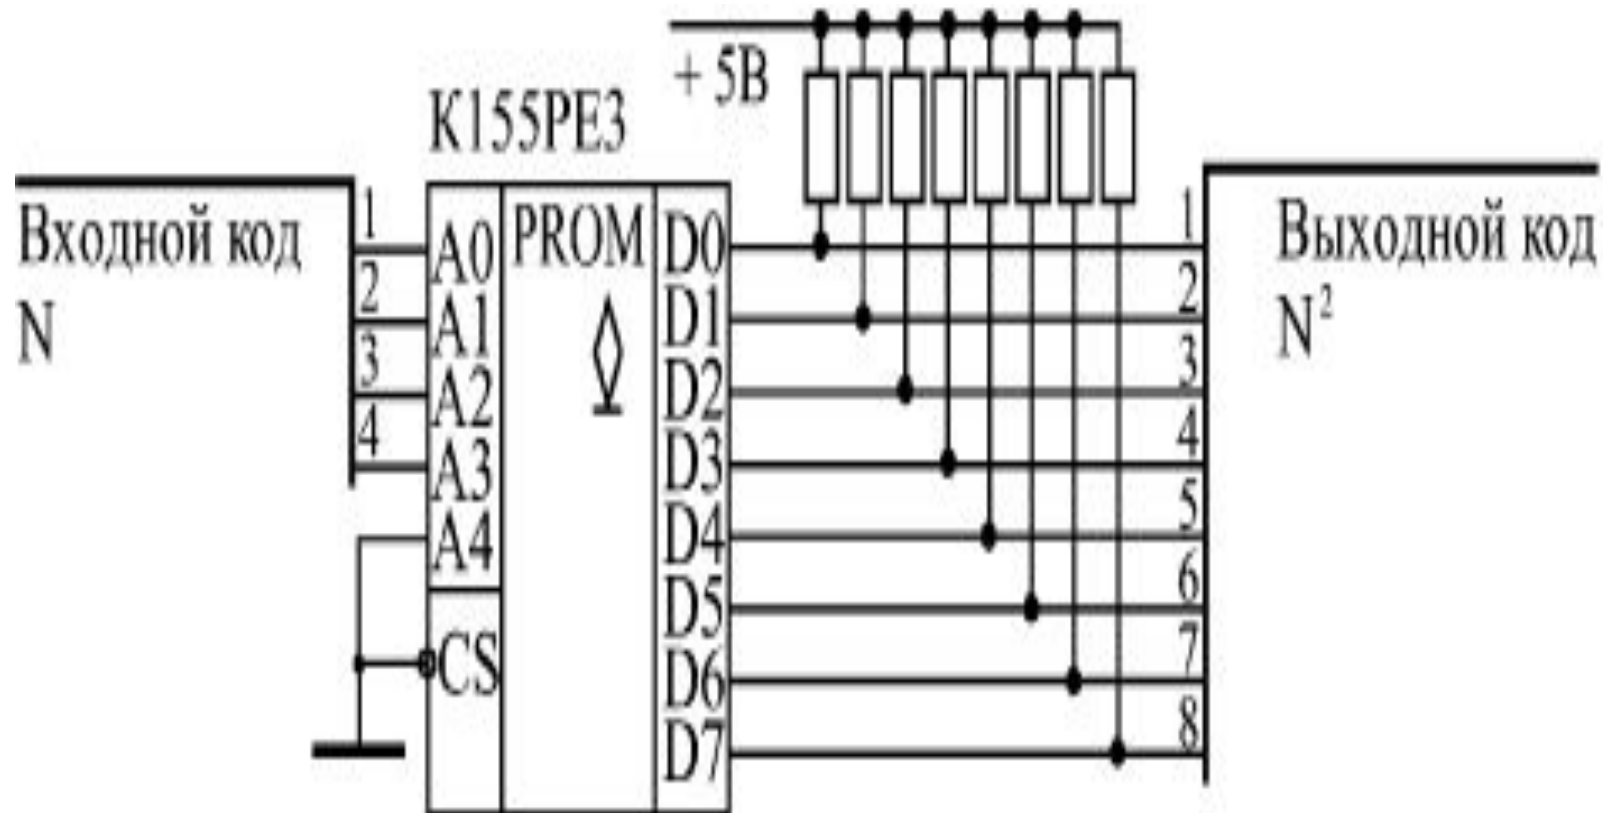 + 5В
К155РЕ3
Входной код
N
1
2
3
4
A0
A1
A2
A3
A4
CS
PROM
D0
D1
D2
D3
D4
D5
D6
D7
1
2
3
4
5
6
7
8
Выходной код
N²